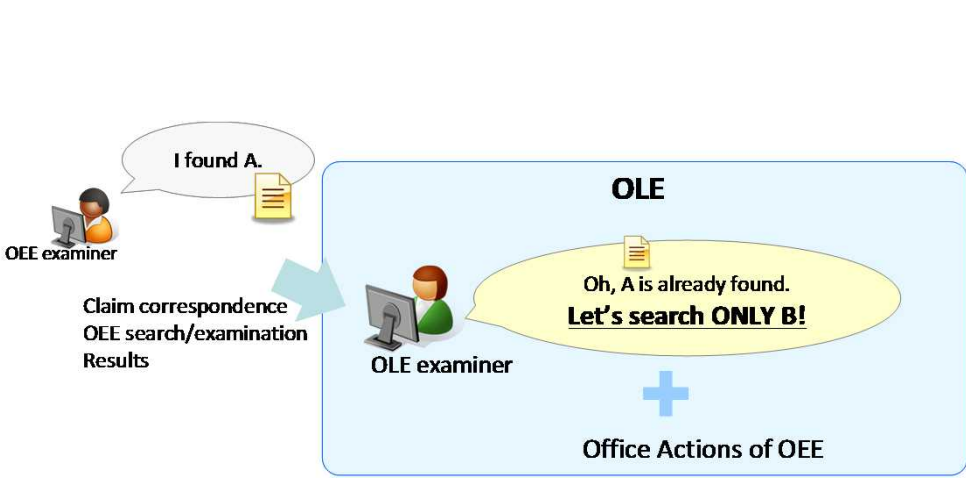 I found A.
OEE examiner
Claim correspondence
OEE search/examination
Results
OLE
Oh, A is already found.
Let's search ONLY B!
OLE examiner
Office Actions of OEE